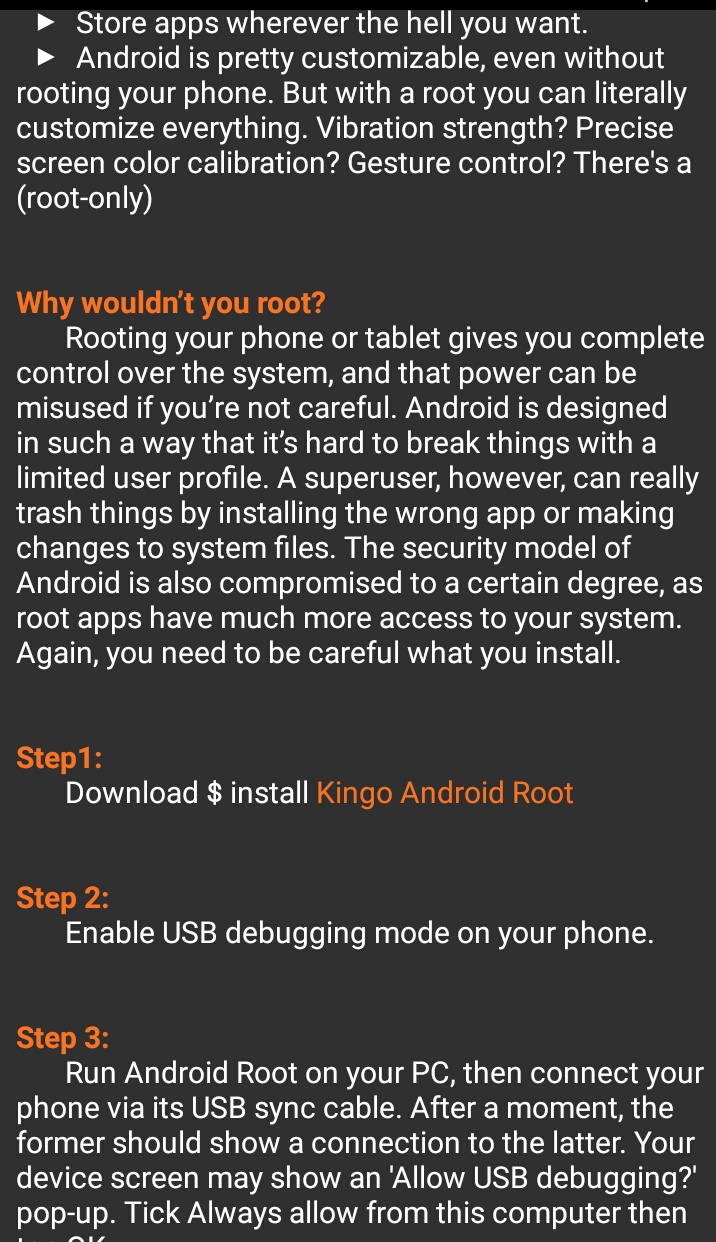 ► Store apps wherever the hell you want.
► Android is pretty customizable, even without
rooting your phone. But with a root you can literally
customize everything. Vibration strength? Precise
screen color calibration? Gesture control? There's a
(root-only)
Why wouldn’t you root?
Rooting your phone or tablet gives you complete
control over the system, and that power can be
misused if you’re not careful. Android is designed
in such a way that it’s hard to break things with a
limited user profile. A superuser, however, can really
trash things by installing the wrong app or making
changes to system files. The security model of
Android is also compromised to a certain degree, as
root apps have much more access to your system.
Again, you need to be careful what you install.
Step1:
Download $ install Kingo Android Root
Step 2:
Enable USB debugging mode on your phone.
Step 3:
Run Android Root on your PC, then connect your
phone via its USB sync cable. After a moment, the
former should show a connection to the latter. Your
device screen may show an 'Allow USB debugging?'
pop-up. Tick Always allow from this computer then